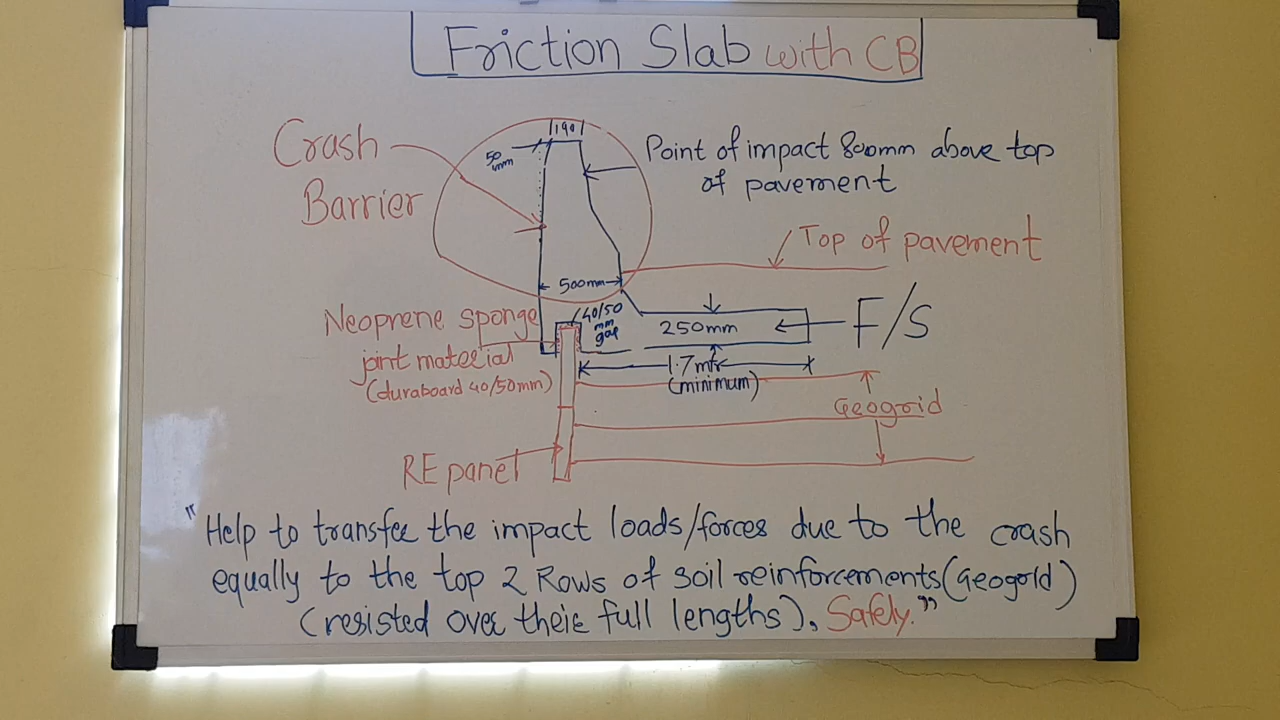 Friction Slab with CB
190
50
mm
Crash
Barrier
Point of impact 800mm above top
of pavement
Top of pavement
500mm
Neoprene sponge
joint material
(duraboard 40/50mm)
40/50
mm
gap
250mm
F/S
1.7mtr
(minimum)
Geogrid
RE panel
"Help to transfer the impact loads/forces due to the crash
equally to the top 2 Rows of soil reinforcements (Geogrid)
(resisted over their full lengths), Safely."